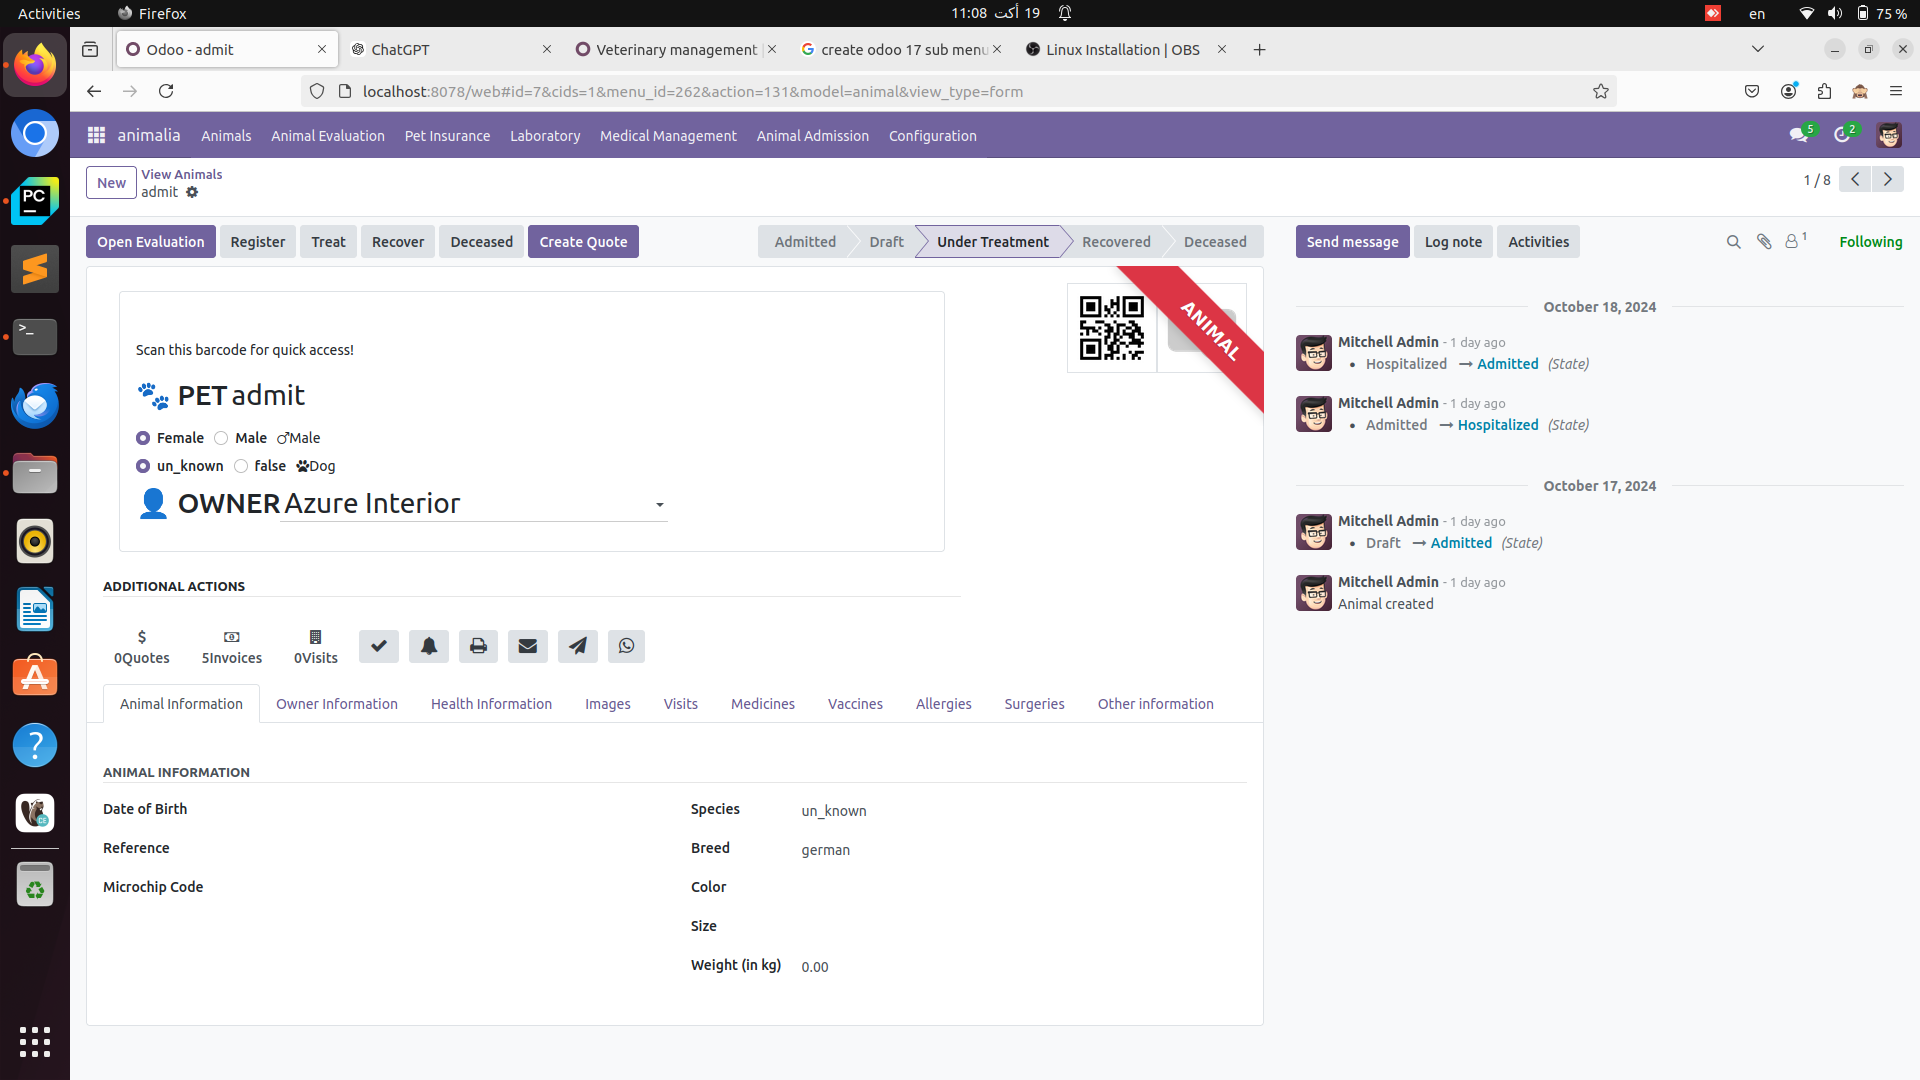 Activities
Firefox
11:08 19 أكت
en
75 %
Odoo - admit
ChatGPT
Veterinary management
create odoo 17 sub menu
Linux Installation | OBS
localhost:8078/web#id=7&cids=1&menu_id=262&action=131&model=animal&view_type=form
animalia
Animals
Animal Evaluation
Pet Insurance
Laboratory
Medical Management
Animal Admission
Configuration
5
2
New
View Animals
admit
1 / 8
Open Evaluation
Register
Treat
Recover
Deceased
Create Quote
Admitted
Draft
Under Treatment
Recovered
Deceased
Send message
Log note
Activities
1
Following
ANIMAL
Scan this barcode for quick access!
PET admit
Female Male Male
un_known false Dog
OWNER Azure Interior
ADDITIONAL ACTIONS
0Quotes
5Invoices
0Visits
Animal Information
Owner Information
Health Information
Images
Visits
Medicines
Vaccines
Allergies
Surgeries
Other information
ANIMAL INFORMATION
Date of Birth
Reference
Microchip Code
Species un_known
Breed german
Color
Size
Weight (in kg) 0.00
October 18, 2024
Mitchell Admin - 1 day ago
Hospitalized → Admitted (State)
Mitchell Admin - 1 day ago
Admitted → Hospitalized (State)
October 17, 2024
Mitchell Admin - 1 day ago
Draft → Admitted (State)
Mitchell Admin - 1 day ago
Animal created
PC
>_
?
CE